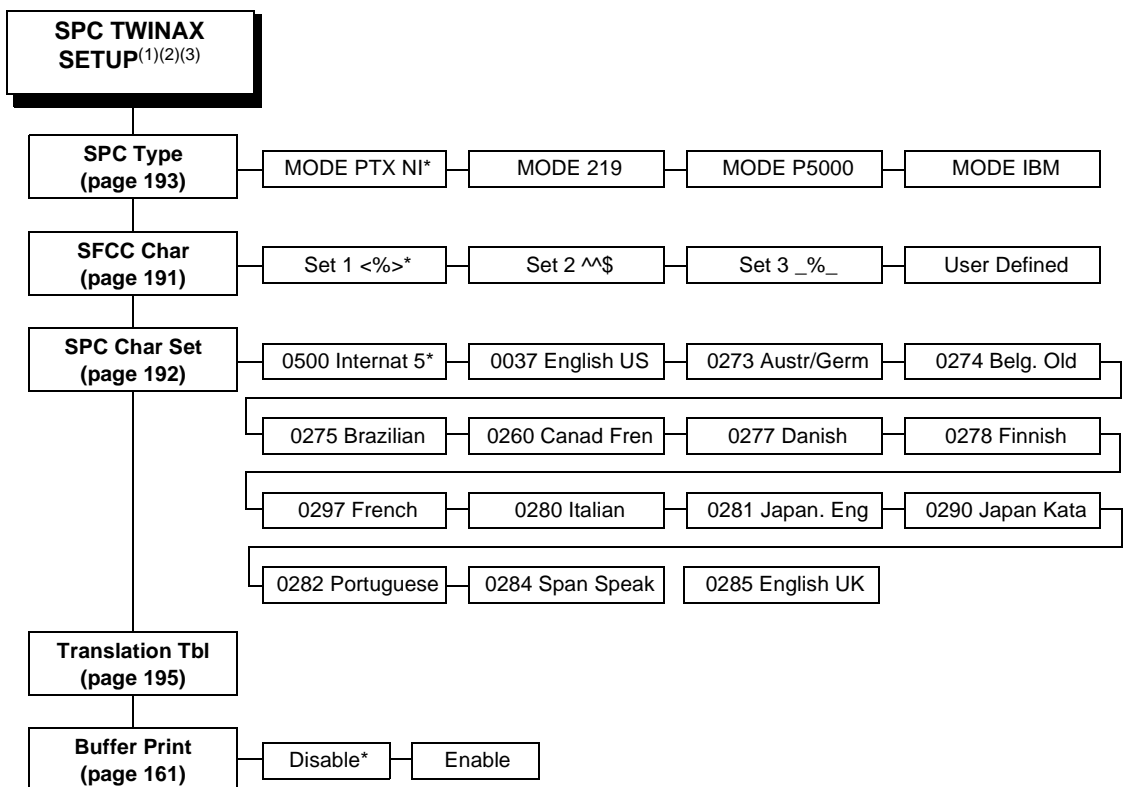 SPC TWINAX
SETUP(1)(2)(3)
SPC Type
(page 193)
MODE PTX NI*
MODE 219
MODE P5000
MODE IBM
SFCC Char
(page 191)
Set 1 <%>*
Set 2 ^^$
Set 3 _%_
User Defined
SPC Char Set
(page 192)
0500 Internat 5*
0037 English US
0273 Austr/Germ
0274 Belg. Old
0275 Brazilian
0260 Canad Fren
0277 Danish
0278 Finnish
0297 French
0280 Italian
0281 Japan. Eng
0290 Japan Kata
0282 Portuguese
0284 Span Speak
0285 English UK
Translation Tbl
(page 195)
Buffer Print
(page 161)
Disable*
Enable